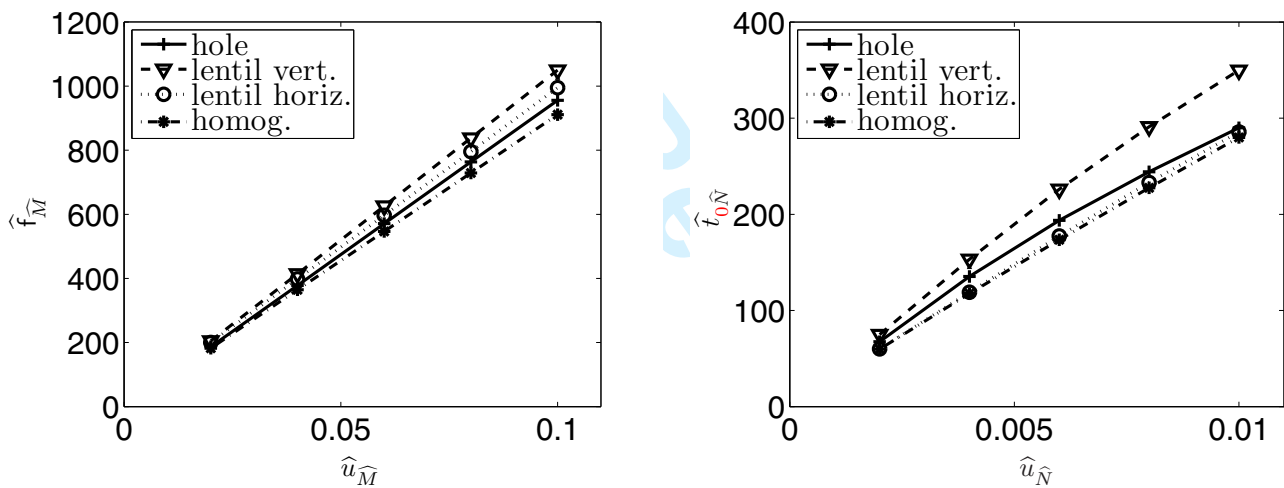 1200
1000
800
600
400
200
0
0
0.05
0.1
hole
lentil vert.
lentil horiz.
homog.
f̂_M̂
û_M̂
400
300
200
100
0
0
0.005
0.01
hole
lentil vert.
lentil horiz.
homog.
t̂_0N̂
û_N̂